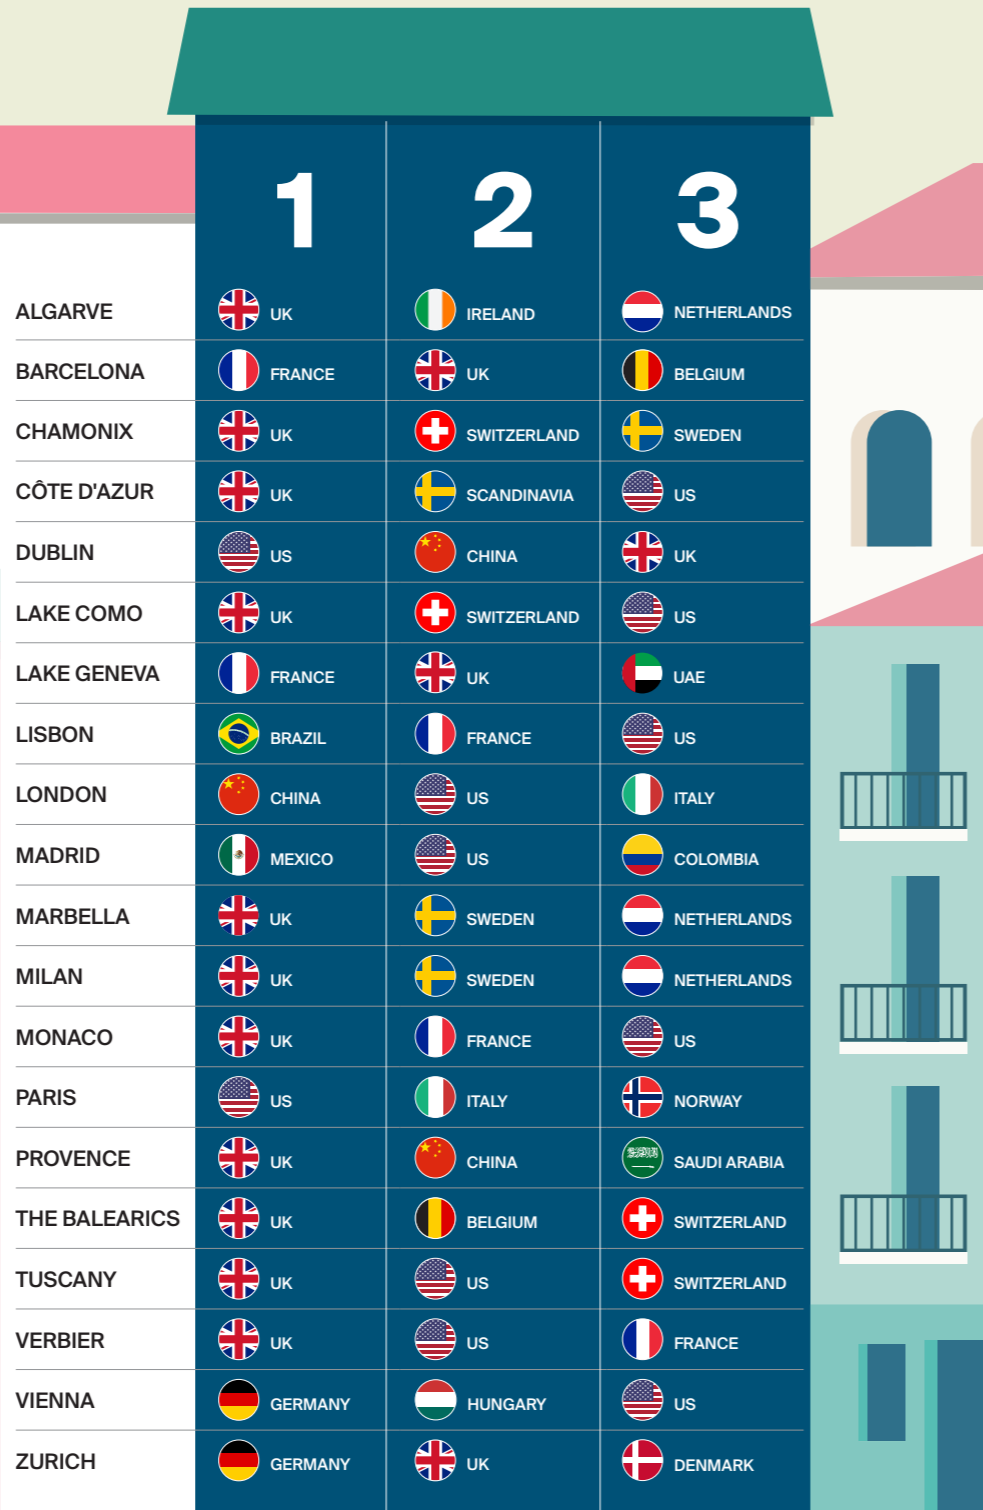 1 2 3
ALGARVE UK IRELAND NETHERLANDS
BARCELONA FRANCE UK BELGIUM
CHAMONIX UK SWITZERLAND SWEDEN
CÔTE D'AZUR UK SCANDINAVIA US
DUBLIN US CHINA UK
LAKE COMO UK SWITZERLAND US
LAKE GENEVA FRANCE UK UAE
LISBON BRAZIL FRANCE US
LONDON CHINA US ITALY
MADRID MEXICO US COLOMBIA
MARBELLA UK SWEDEN NETHERLANDS
MILAN UK SWEDEN NETHERLANDS
MONACO UK FRANCE US
PARIS US ITALY NORWAY
PROVENCE UK CHINA SAUDI ARABIA
THE BALEARICS UK BELGIUM SWITZERLAND
TUSCANY UK US SWITZERLAND
VERBIER UK US FRANCE
VIENNA GERMANY HUNGARY US
ZURICH GERMANY UK DENMARK